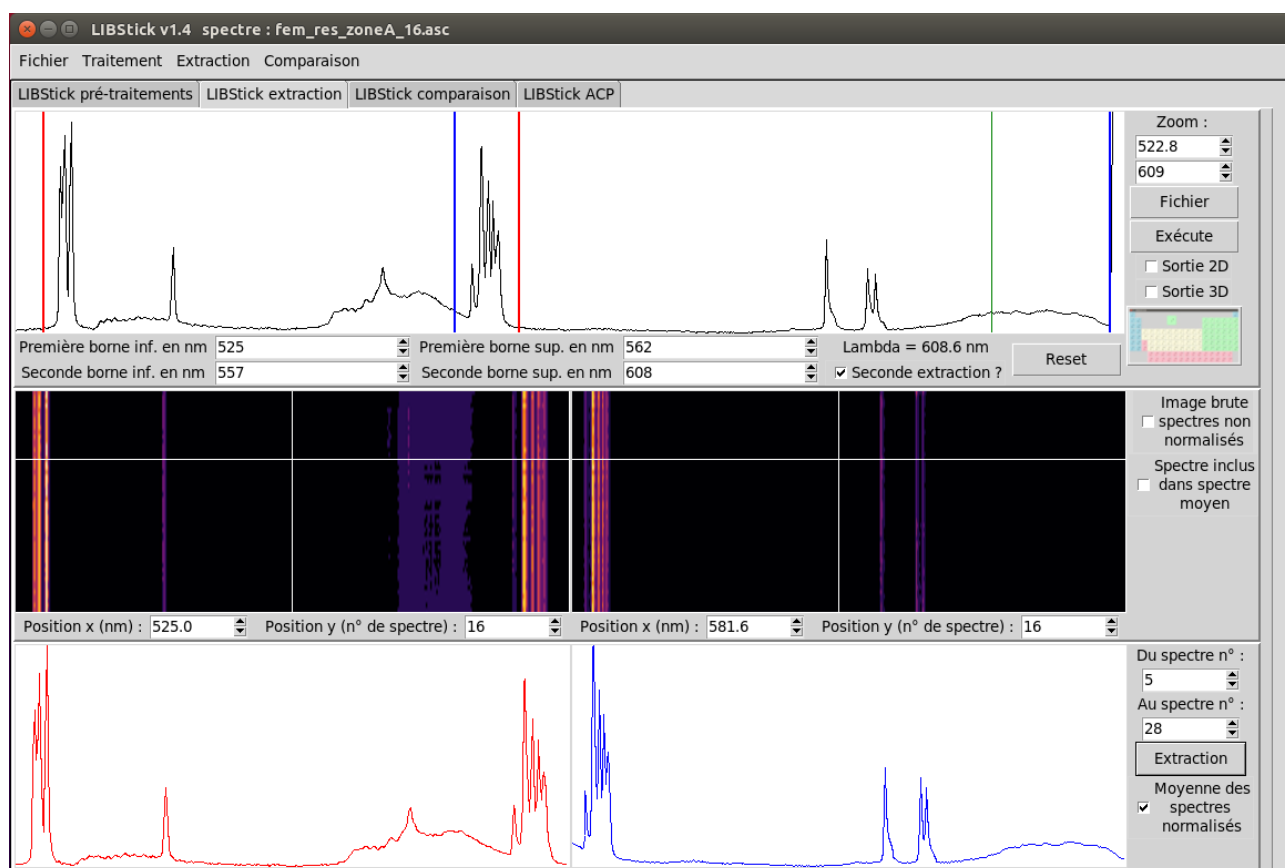 LIBStick v1.4 spectre : fem_res_zoneA_16.asc
Fichier Traitement Extraction Comparaison
LIBStick pré-traitements LIBStick extraction LIBStick comparaison LIBStick ACP
Zoom :
522.8
609
Fichier
Exécute
Sortie 2D
Sortie 3D
Première borne inf. en nm 525 Première borne sup. en nm 562 Lambda = 608.6 nm Reset
Seconde borne inf. en nm 557 Seconde borne sup. en nm 608 Seconde extraction ?
Image brute
spectres non
normalisés
Spectre inclus
dans spectre
moyen
Position x (nm) : 525.0 Position y (n° de spectre) : 16 Position x (nm) : 581.6 Position y (n° de spectre) : 16
Du spectre n° :
5
Au spectre n° :
28
Extraction
Moyenne des
spectres
normalisés